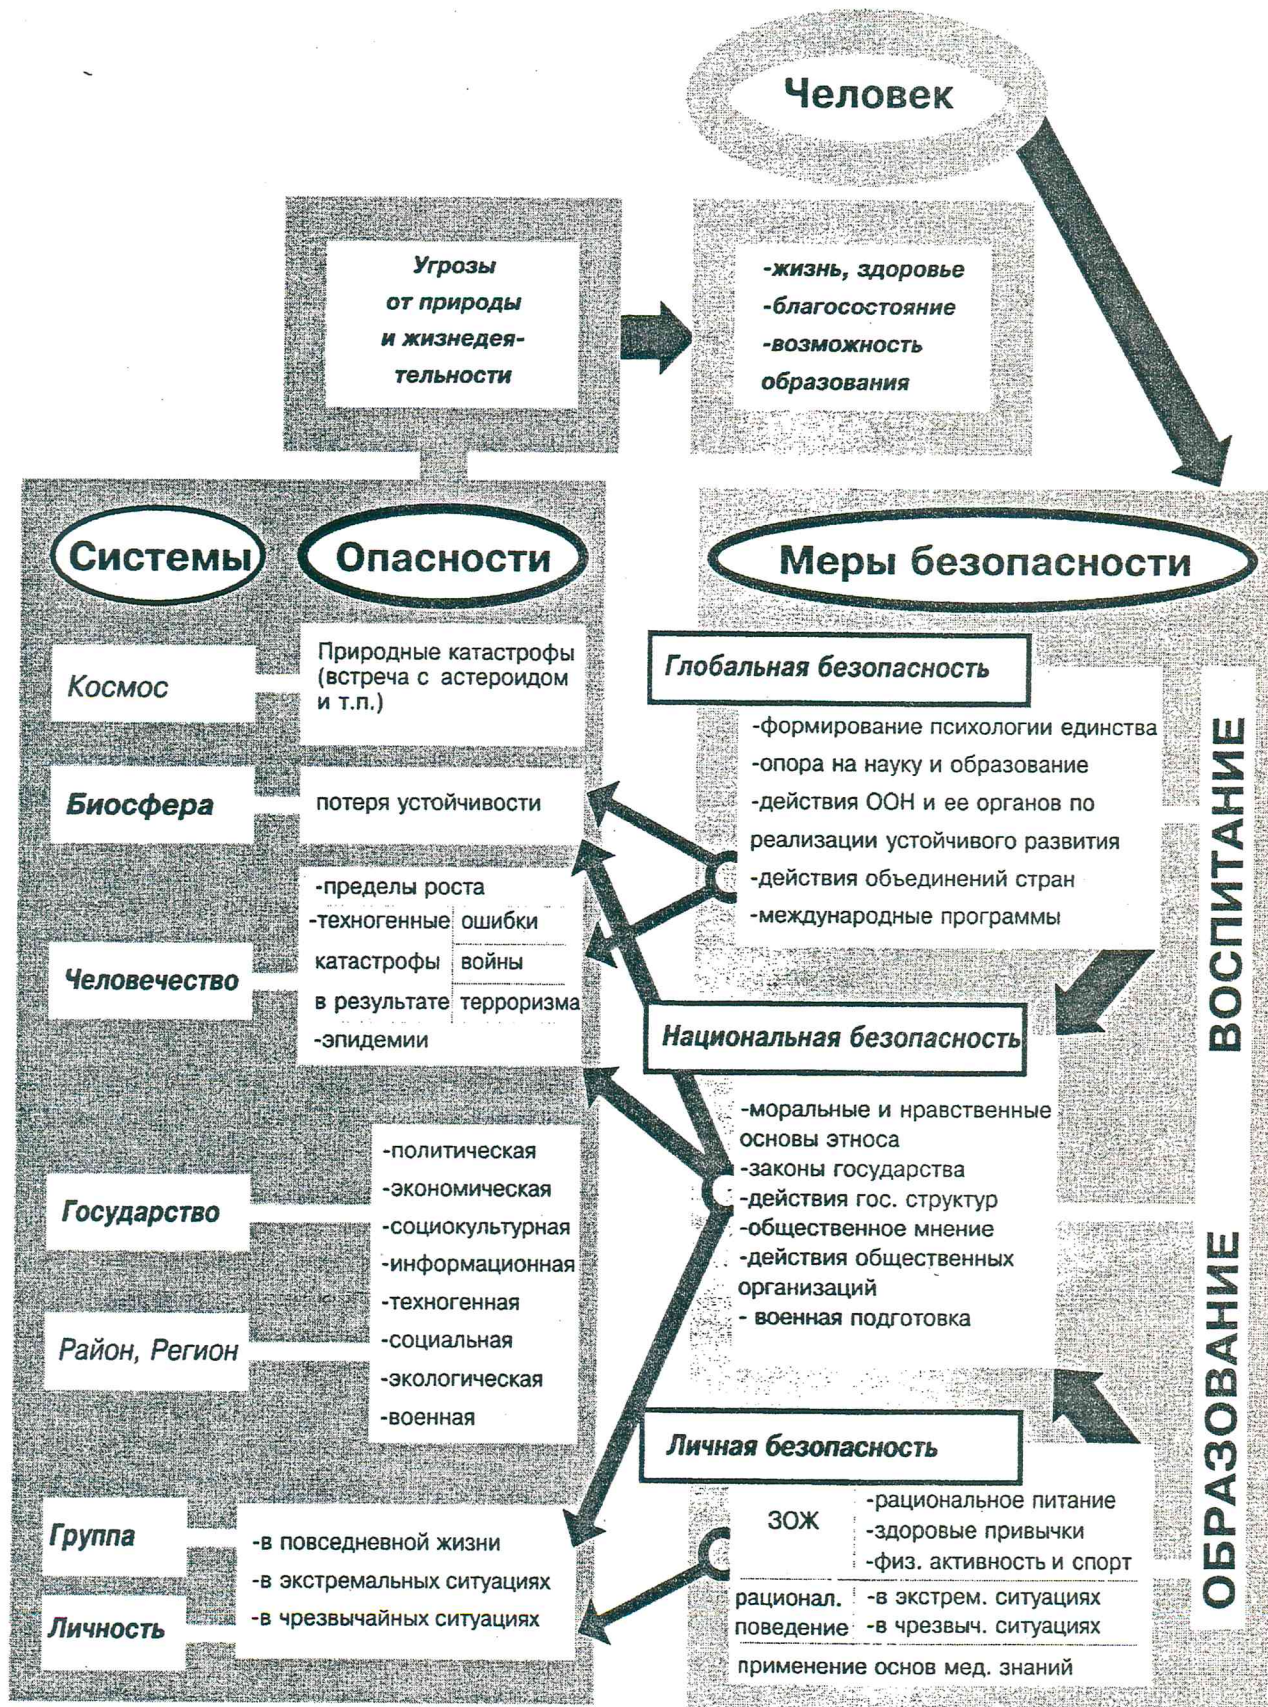 Человек
Угрозы
от природы
и жизнедея-
тельности
-жизнь, здоровье
-благосостояние
-возможность
образования
Системы
Опасности
Космос
Природные катастрофы
(встреча с астероидом
и т.п.)
Биосфера
потеря устойчивости
Человечество
-пределы роста
-техногенные ошибки
катастрофы войны
в результате терроризма
-эпидемии
Государство
Район, Регион
-политическая
-экономическая
-социокультурная
-информационная
-техногенная
-социальная
-экологическая
-военная
Группа
Личность
-в повседневной жизни
-в экстремальных ситуациях
-в чрезвычайных ситуациях
Меры безопасности
Глобальная безопасность
-формирование психологии единства
-опора на науку и образование
-действия ООН и ее органов по
реализации устойчивого развития
-действия объединений стран
-международные программы
Национальная безопасность
-моральные и нравственные
основы этноса
-законы государства
-действия гос. структур
-общественное мнение
-действия общественных
организаций
- военная подготовка
Личная безопасность
ЗОЖ
-рациональное питание
-здоровые привычки
-физ. активность и спорт
рационал.
поведение
-в экстрем. ситуациях
-в чрезвыч. ситуациях
применение основ мед. знаний
ВОСПИТАНИЕ
ОБРАЗОВАНИЕ